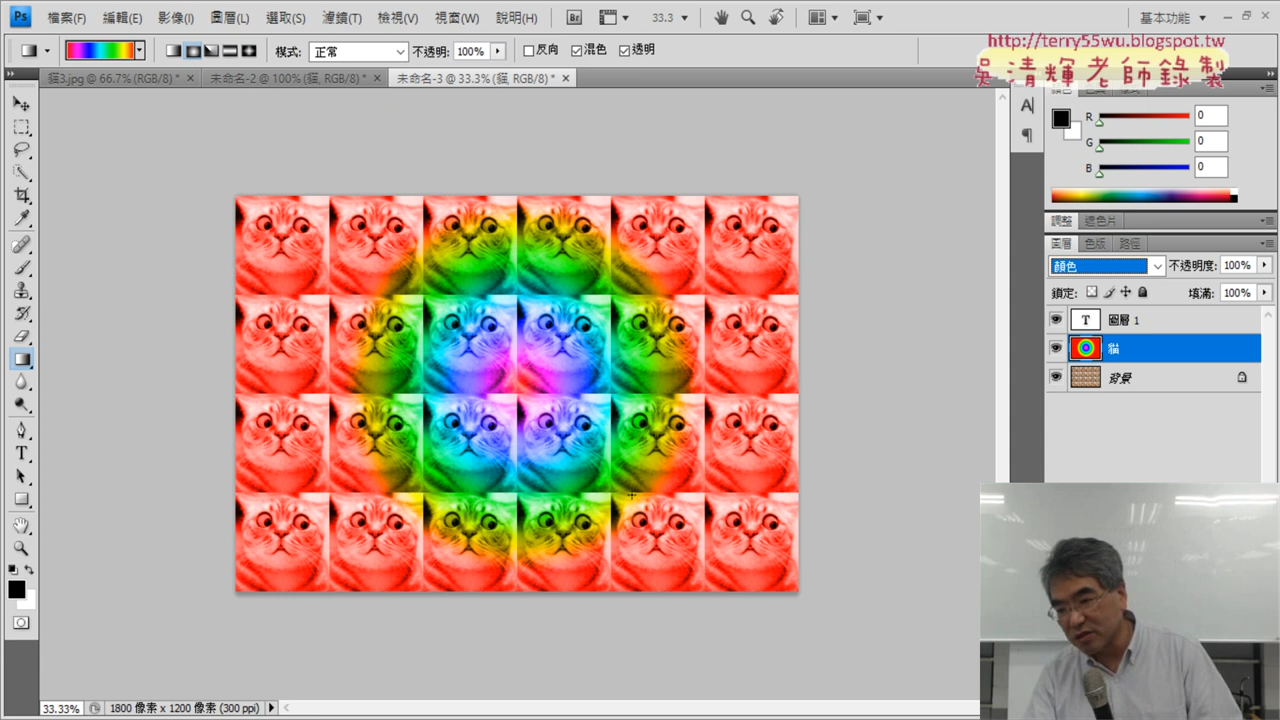 Ps 檔案(F) 編輯(E) 影像(I) 圖層(L) 選取(S) 濾鏡(T) 檢視(V) 視窗(W) 說明(H) Br 33.3 基本功能
模式: 正常 不透明: 100% 反向 混色 透明
http://terry55wu.blogspot.tw
吳清輝老師錄製
貓3.jpg @ 66.7%(RGB/8) * × 未命名-2 @ 100% (貓, RGB/8) * × 未命名-3 @ 33.3% (貓, RGB/8) * ×
R 0
G 0
B 0
調整 遮色片
圖層 色版 路徑
顏色 不透明度: 100%
鎖定: 填滿: 100%
T 圖層 1
貓
背景
33.33% 1800 像素 x 1200 像素 (300 ppi)